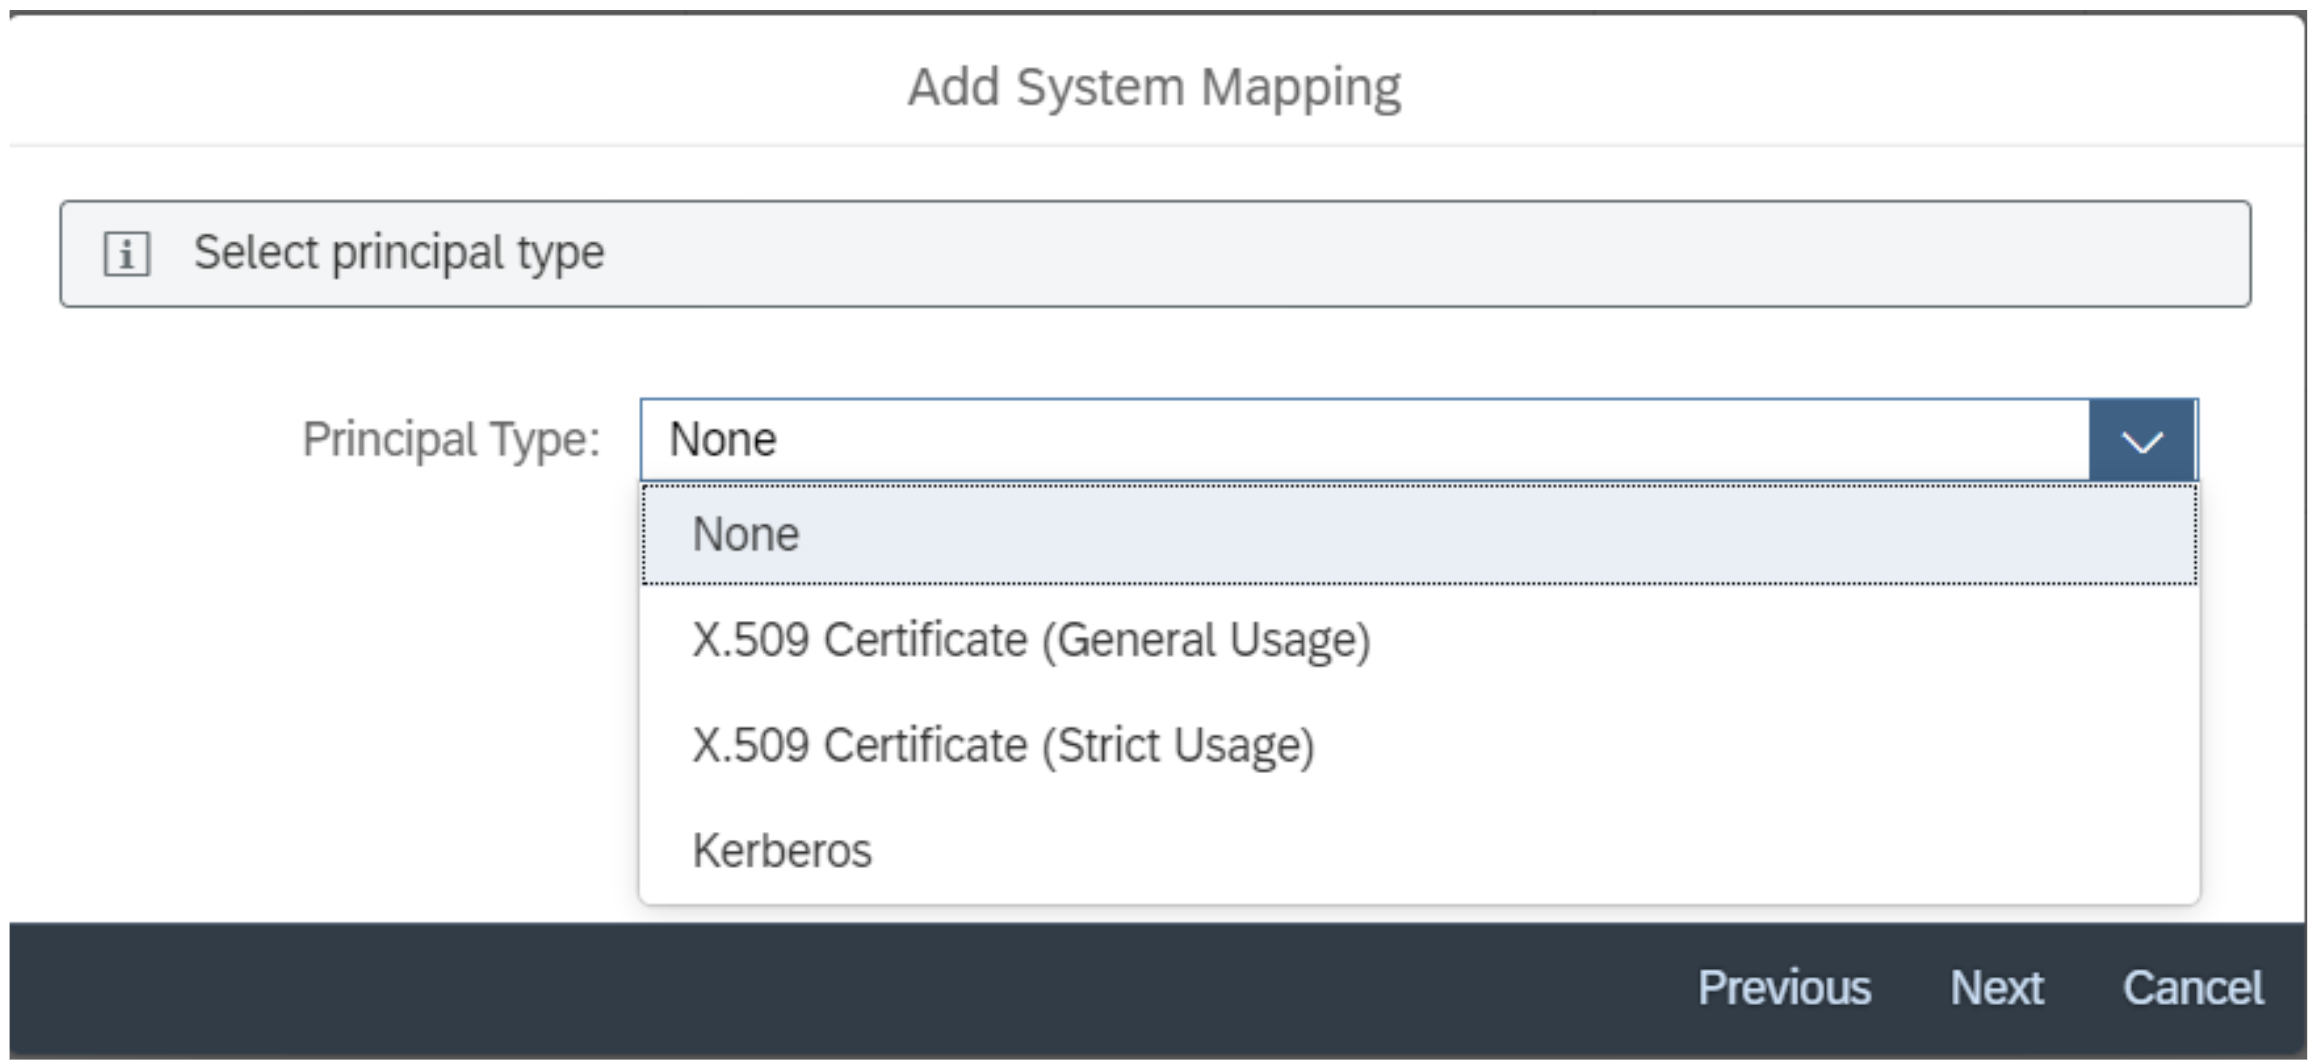 Add System Mapping
Select principal type
Principal Type: None
None
X.509 Certificate (General Usage)
X.509 Certificate (Strict Usage)
Kerberos
Previous Next Cancel